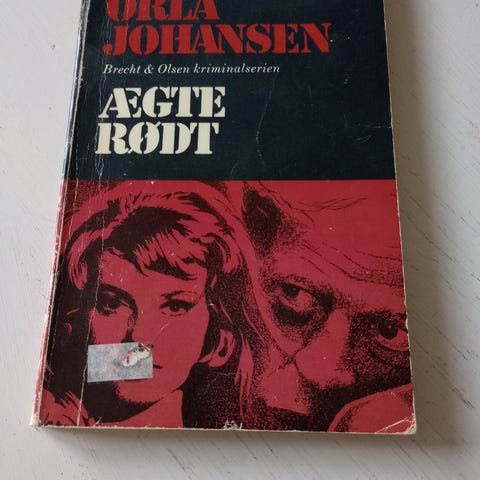 ORLA
JOHANSEN
Brecht & Olsen kriminalserien
ÆGTE
RØDT